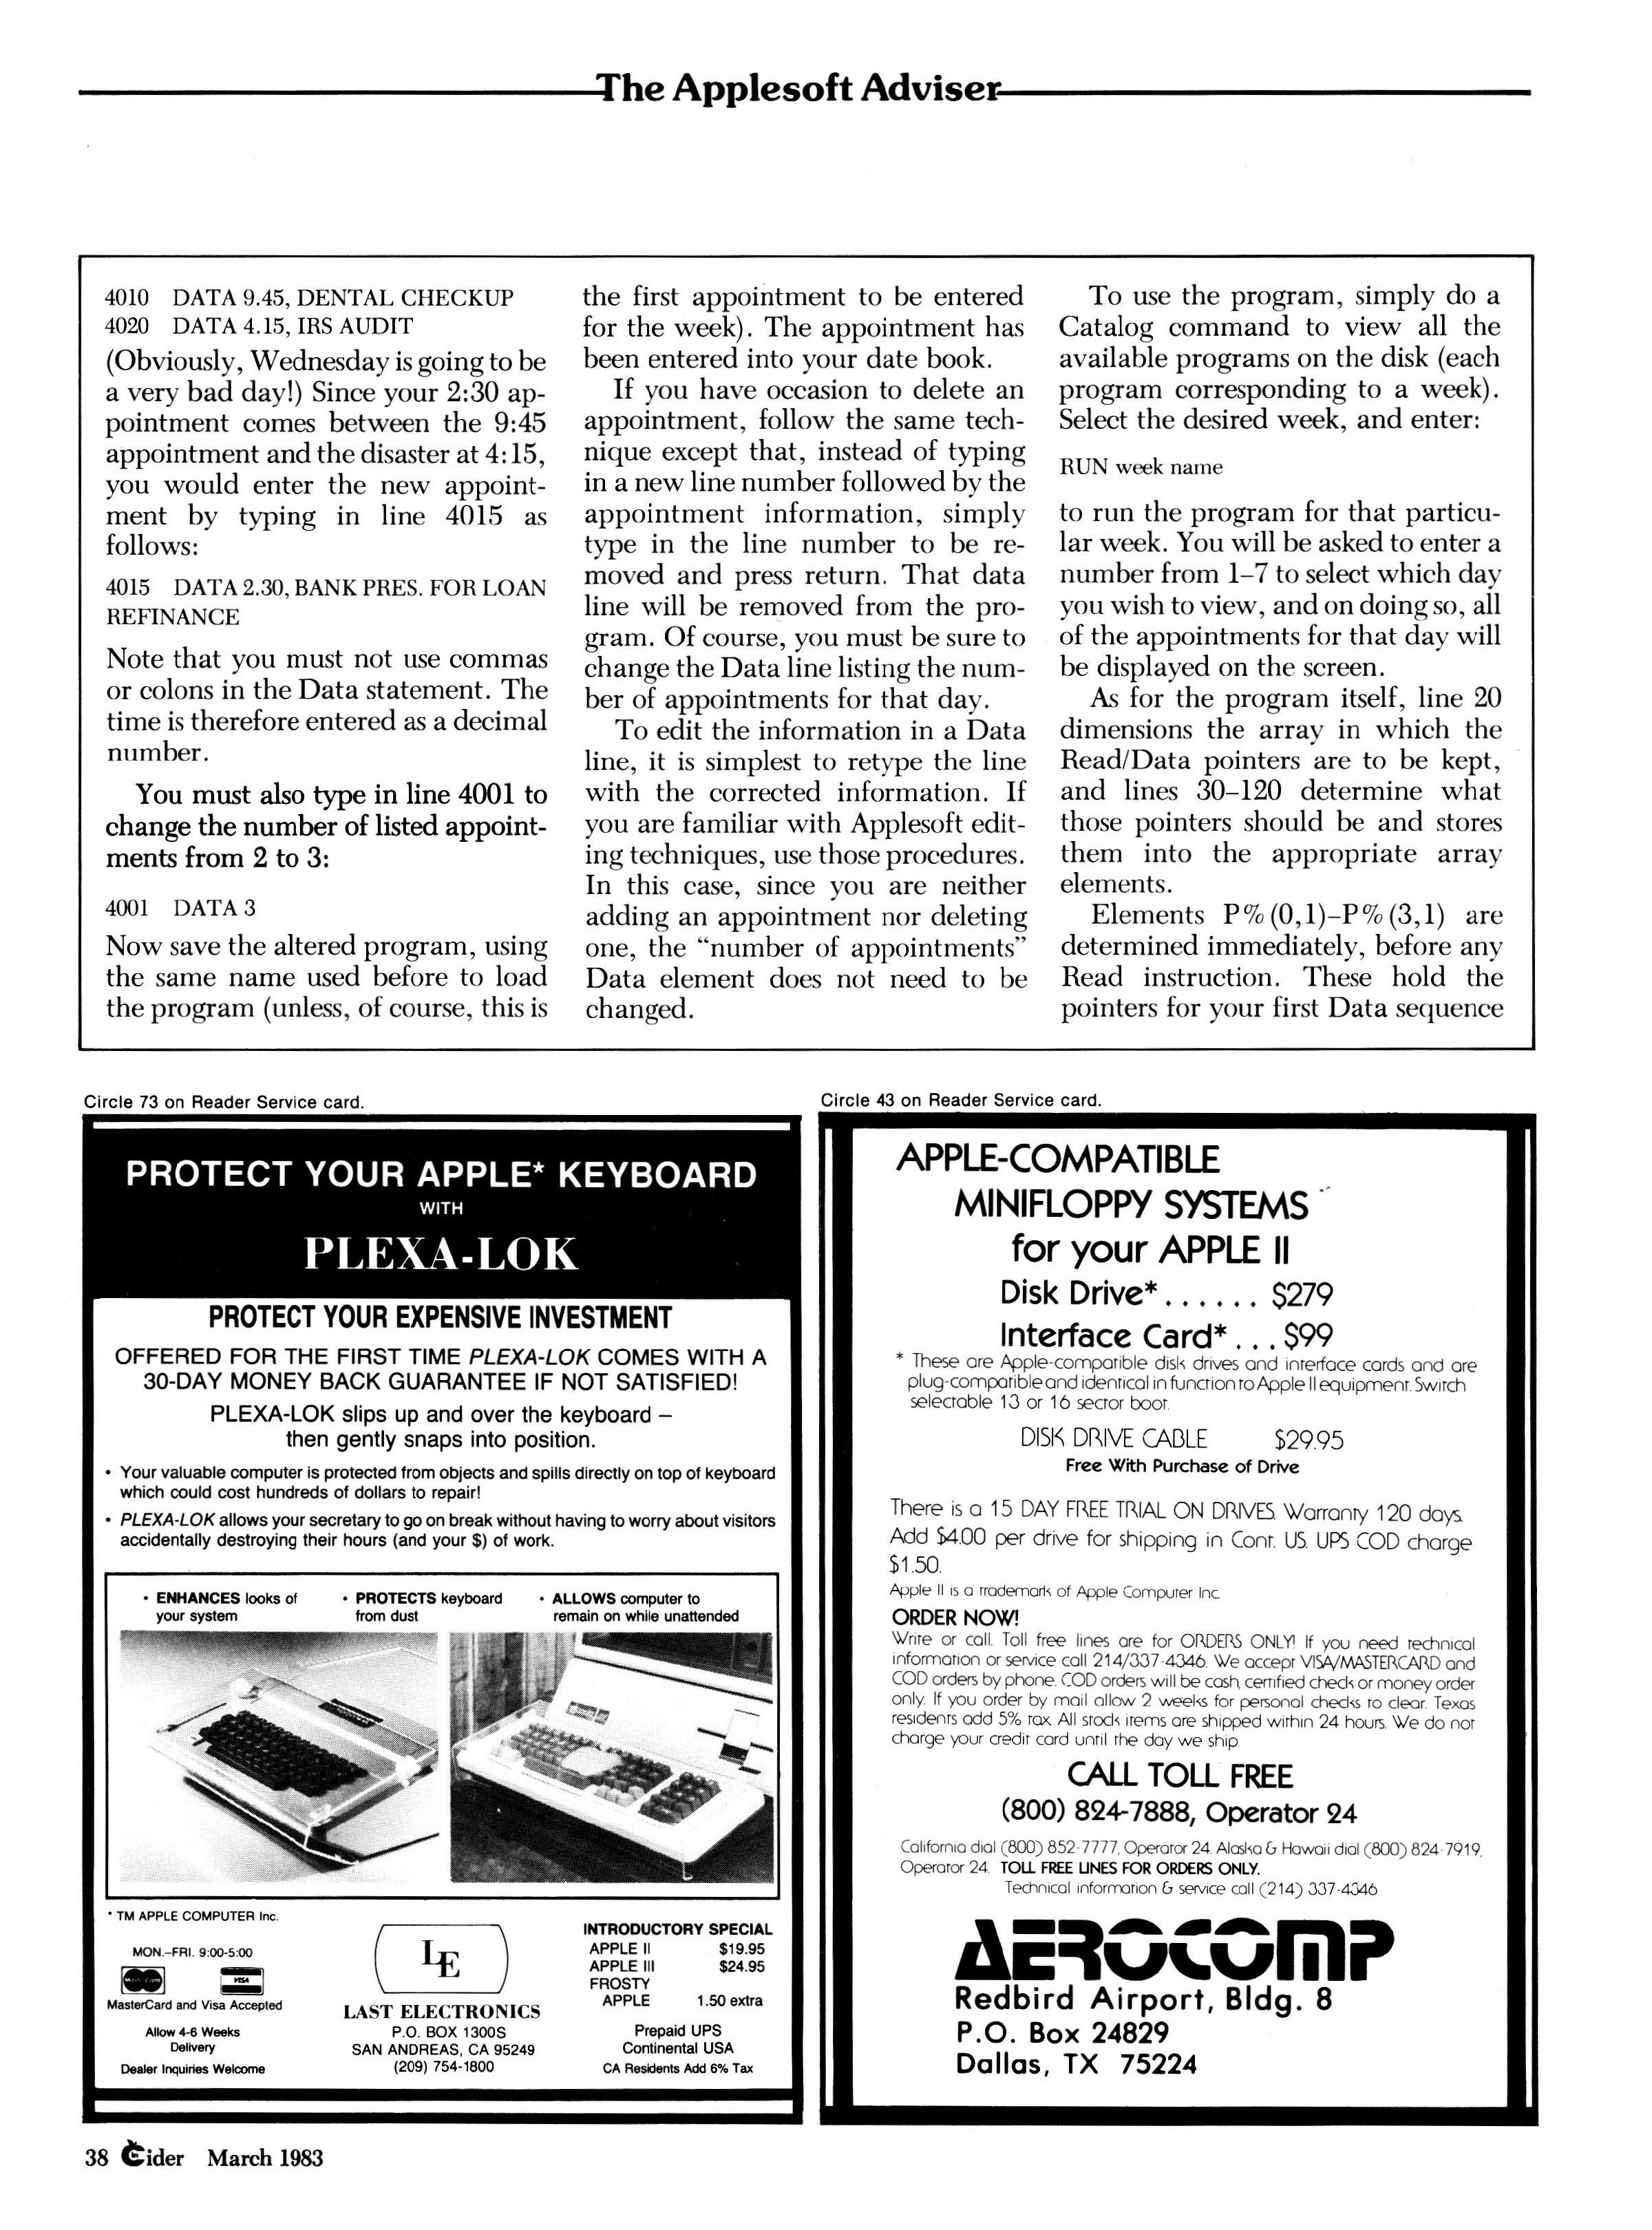 The Applesoft Adviser
4010 DATA 9.45, DENTAL CHECKUP
4020 DATA 4.15, IRS AUDIT
(Obviously, Wednesday is going to be
a very bad day!) Since your 2:30 ap-
pointment comes between the 9:45
appointment and the disaster at 4:15,
you would enter the new appoint-
ment by typing in line 4015 as
follows:
4015 DATA 2.30, BANK PRES. FOR LOAN
REFINANCE
Note that you must not use commas
or colons in the Data statement. The
time is therefore entered as a decimal
number.
You must also type in line 4001 to
change the number of listed appoint-
ments from 2 to 3:
4001 DATA 3
Now save the altered program, using
the same name used before to load
the program (unless, of course, this is
the first appointment to be entered
for the week). The appointment has
been entered into your date book.
If you have occasion to delete an
appointment, follow the same tech-
nique except that, instead of typing
in a new line number followed by the
appointment information, simply
type in the line number to be re-
moved and press return. That data
line will be removed from the pro-
gram. Of course, you must be sure to
change the Data line listing the num-
ber of appointments for that day.
To edit the information in a Data
line, it is simplest to retype the line
with the corrected information. If
you are familiar with Applesoft edit-
ing techniques, use those procedures.
In this case, since you are neither
adding an appointment nor deleting
one, the “number of appointments”
Data element does not need to be
changed.
To use the program, simply do a
Catalog command to view all the
available programs on the disk (each
program corresponding to a week).
Select the desired week, and enter:
RUN week name
to run the program for that particu-
lar week. You will be asked to enter a
number from 1–7 to select which day
you wish to view, and on doing so, all
of the appointments for that day will
be displayed on the screen.
As for the program itself, line 20
dimensions the array in which the
Read/Data pointers are to be kept,
and lines 30–120 determine what
those pointers should be and stores
them into the appropriate array
elements.
Elements P%(0,1)–P%(3,1) are
determined immediately, before any
Read instruction. These hold the
pointers for your first Data sequence
Circle 73 on Reader Service card.
PROTECT YOUR APPLE* KEYBOARD
WITH
PLEXA-LOK
PROTECT YOUR EXPENSIVE INVESTMENT
OFFERED FOR THE FIRST TIME PLEXA-LOK COMES WITH A
30-DAY MONEY BACK GUARANTEE IF NOT SATISFIED!
PLEXA-LOK slips up and over the keyboard –
then gently snaps into position.
• Your valuable computer is protected from objects and spills directly on top of keyboard
which could cost hundreds of dollars to repair!
• PLEXA-LOK allows your secretary to go on break without having to worry about visitors
accidentally destroying their hours (and your $) of work.
• ENHANCES looks of
your system
• PROTECTS keyboard
from dust
• ALLOWS computer to
remain on while unattended
* TM APPLE COMPUTER Inc.
MON.–FRI. 9:00-5:00
VISA
MasterCard and Visa Accepted
Allow 4-6 Weeks
Delivery
Dealer Inquiries Welcome
LE
LAST ELECTRONICS
P.O. BOX 1300S
SAN ANDREAS, CA 95249
(209) 754-1800
INTRODUCTORY SPECIAL
APPLE II $19.95
APPLE III $24.95
FROSTY
APPLE 1.50 extra
Prepaid UPS
Continental USA
CA Residents Add 6% Tax
Circle 43 on Reader Service card.
APPLE-COMPATIBLE
MINIFLOPPY SYSTEMS
for your APPLE II
Disk Drive*...... $279
Interface Card*... $99
* These are Apple-compatible disk drives and interface cards and are
plug-compatible and identical in function to Apple II equipment. Switch
selectable 13 or 16 sector boot.
DISK DRIVE CABLE $29.95
Free With Purchase of Drive
There is a 15 DAY FREE TRIAL ON DRIVES. Warranty 120 days.
Add $4.00 per drive for shipping in Cont. US. UPS COD charge
$1.50.
Apple II is a trademark of Apple Computer Inc.
ORDER NOW!
Write or call. Toll free lines are for ORDERS ONLY! If you need technical
information or service call 214/337-4346. We accept VISA/MASTERCARD and
COD orders by phone. COD orders will be cash, certified check or money order
only. If you order by mail allow 2 weeks for personal checks to clear. Texas
residents add 5% tax. All stock items are shipped within 24 hours. We do not
charge your credit card until the day we ship.
CALL TOLL FREE
(800) 824-7888, Operator 24
California dial (800) 852-7777, Operator 24. Alaska & Hawaii dial (800) 824-7919,
Operator 24. TOLL FREE LINES FOR ORDERS ONLY.
Technical information & service call (214) 337-4346
AEROCOMP
Redbird Airport, Bldg. 8
P.O. Box 24829
Dallas, TX 75224
38 inCider March 1983